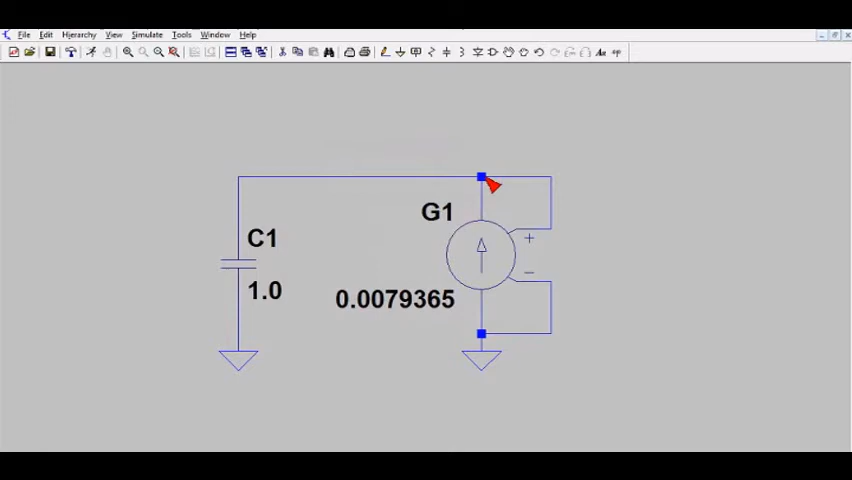 File Edit Hierarchy View Simulate Tools Window Help
G1
C1
+
1.0
0.0079365
−